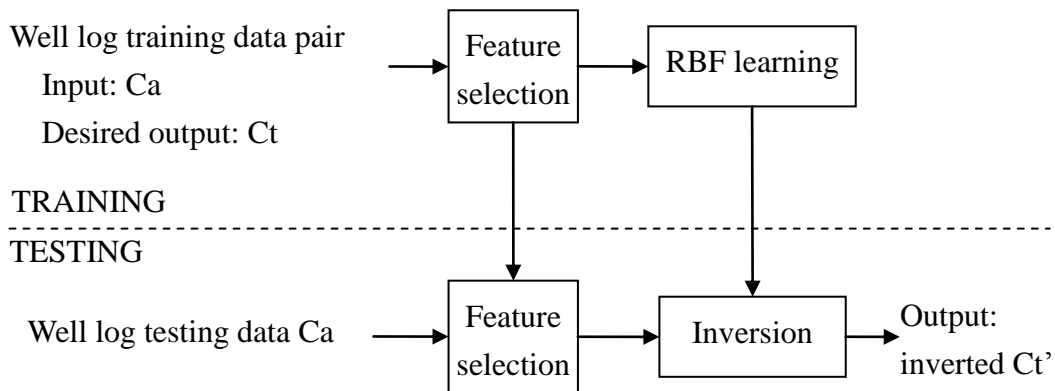 Well log training data pair
Input: Ca
Desired output: Ct
Feature
selection
RBF learning
TRAINING
TESTING
Well log testing data Ca
Feature
selection
Inversion
Output:
inverted Ct’